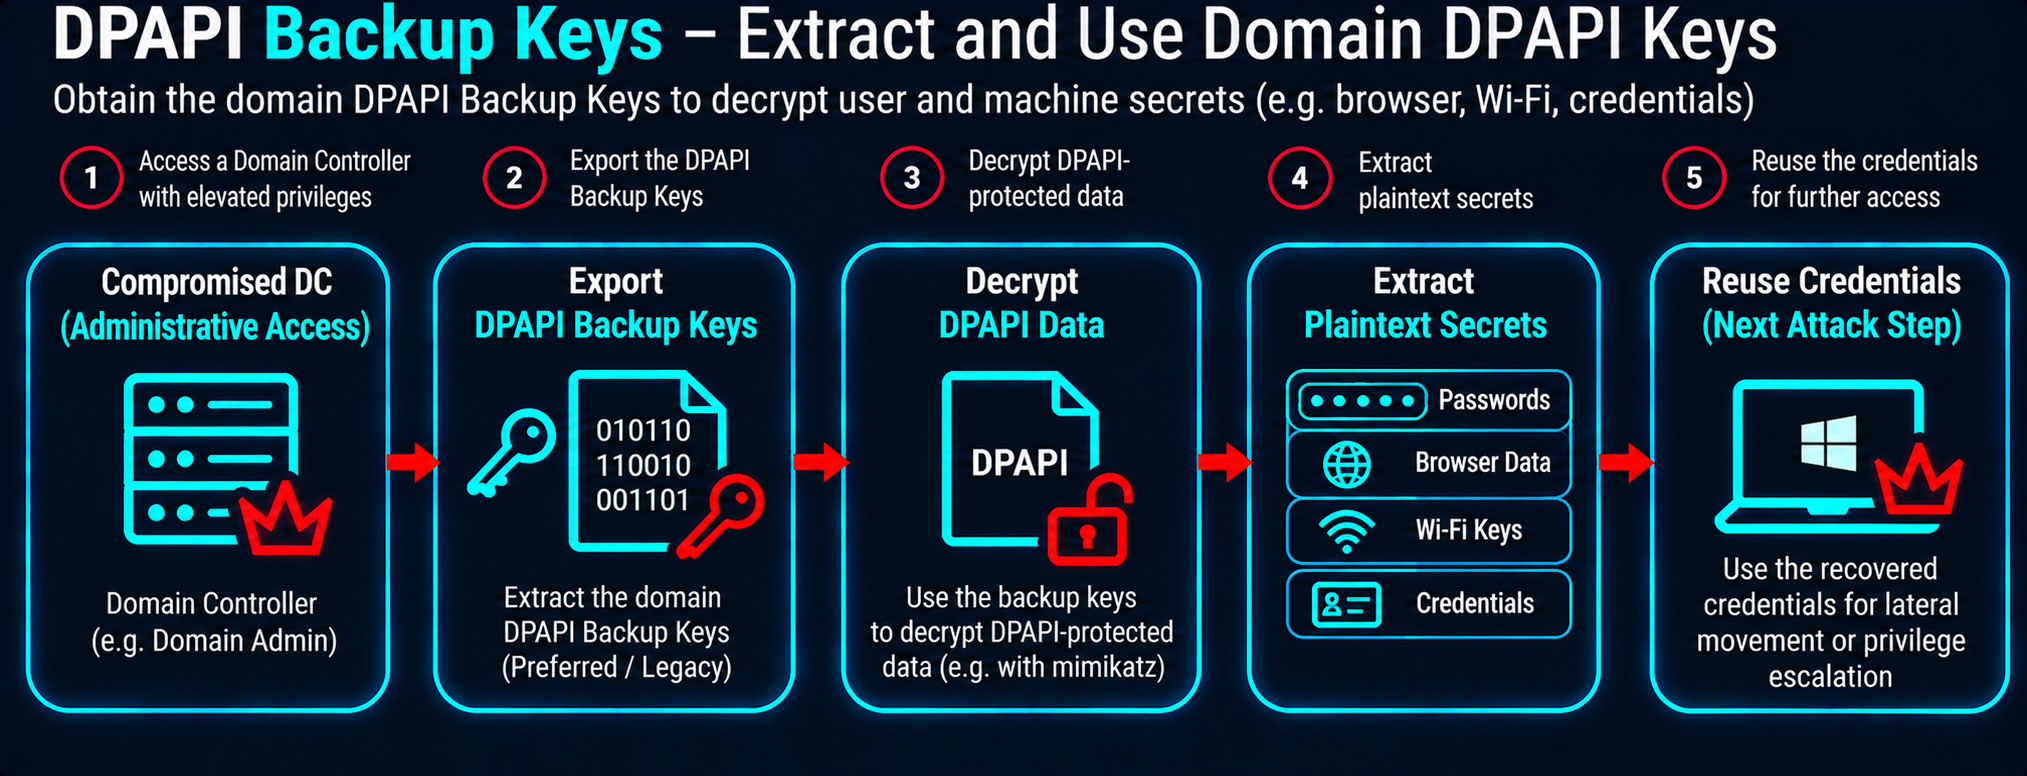 DPAPI Backup Keys – Extract and Use Domain DPAPI Keys
Obtain the domain DPAPI Backup Keys to decrypt user and machine secrets (e.g. browser, Wi-Fi, credentials)
1
Access a Domain Controller
with elevated privileges
2
Export the DPAPI
Backup Keys
3
Decrypt DPAPI-
protected data
4
Extract
plaintext secrets
5
Reuse the credentials
for further access
Compromised DC
(Administrative Access)
Domain Controller
(e.g. Domain Admin)
Export
DPAPI Backup Keys
010110
110010
001101
Extract the domain
DPAPI Backup Keys
(Preferred / Legacy)
Decrypt
DPAPI Data
DPAPI
Use the backup keys
to decrypt DPAPI-protected
data (e.g. with mimikatz)
Extract
Plaintext Secrets
Passwords
Browser Data
Wi-Fi Keys
Credentials
Reuse Credentials
(Next Attack Step)
Use the recovered
credentials for lateral
movement or privilege
escalation